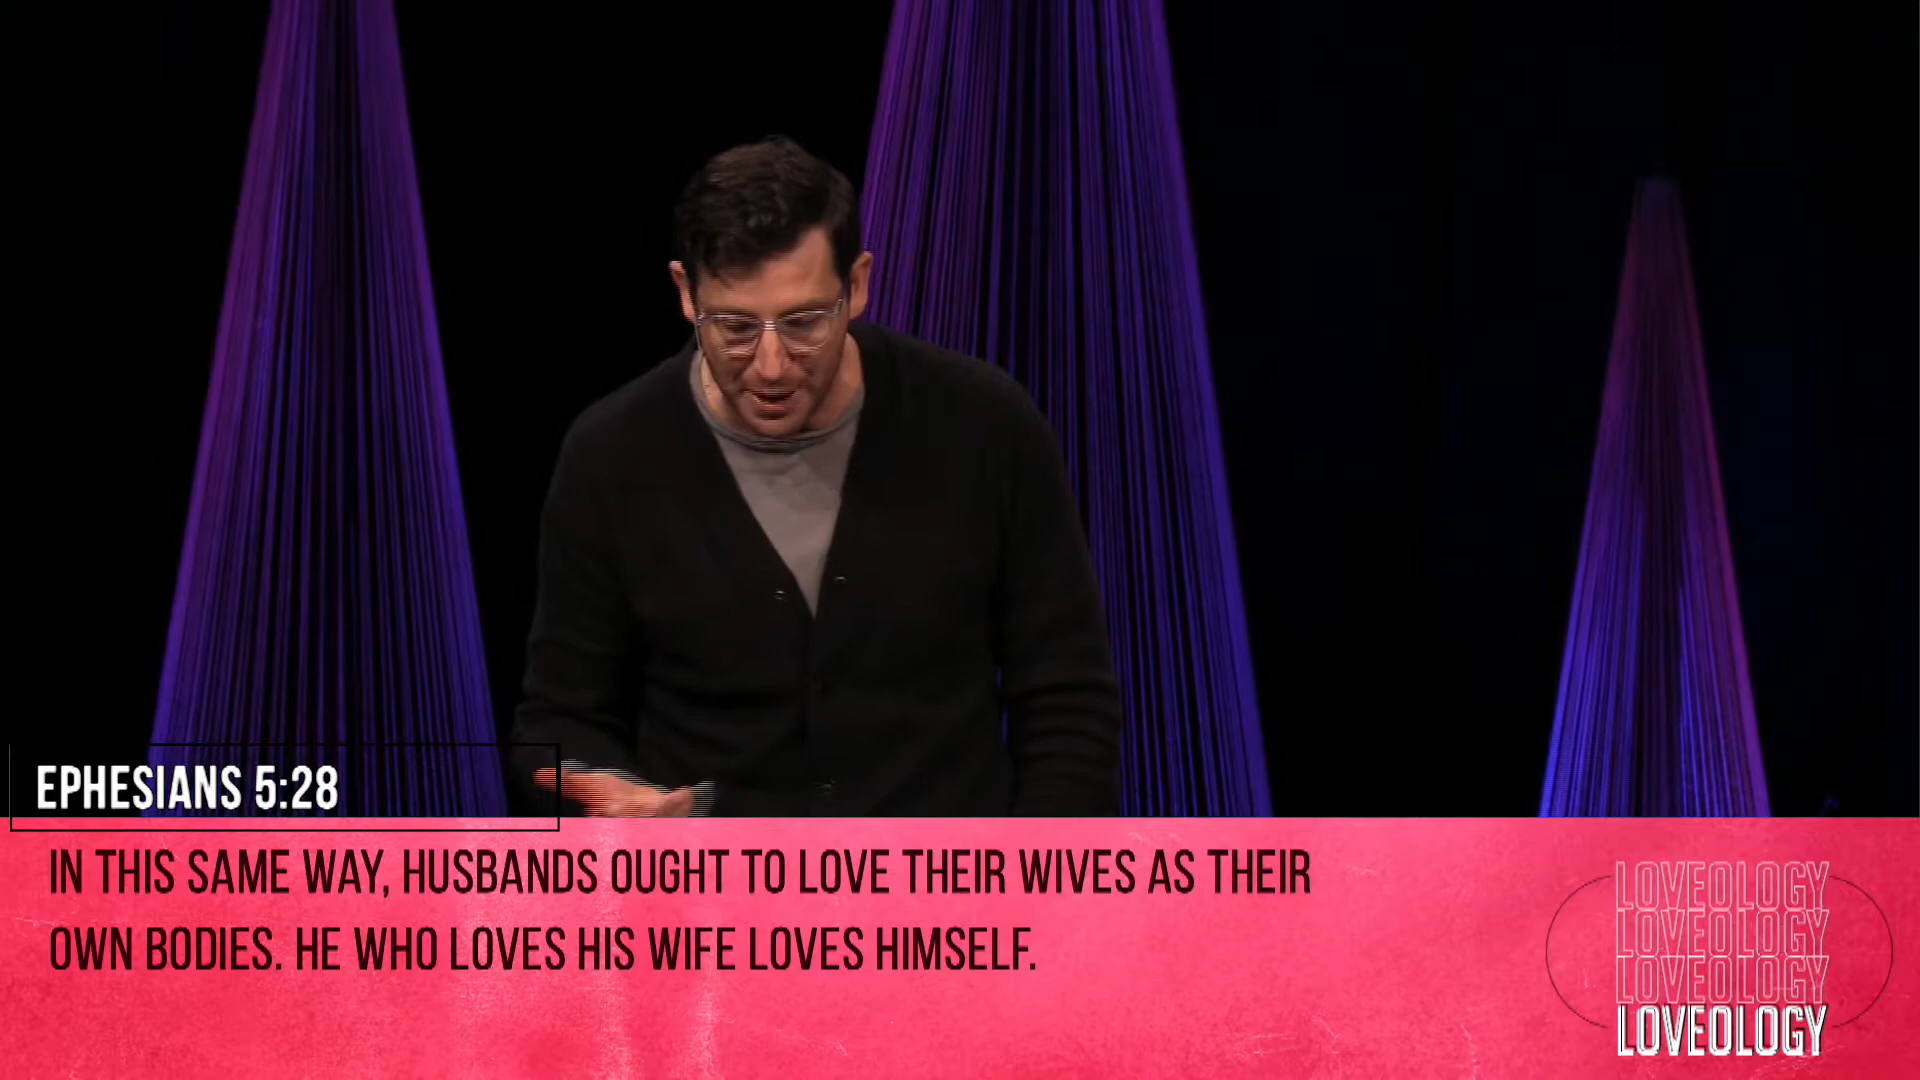 EPHESIANS 5:28
IN THIS SAME WAY, HUSBANDS OUGHT TO LOVE THEIR WIVES AS THEIR
OWN BODIES. HE WHO LOVES HIS WIFE LOVES HIMSELF.
LOVEOLOGY
LOVEOLOGY
LOVEOLOGY
LOVEOLOGY